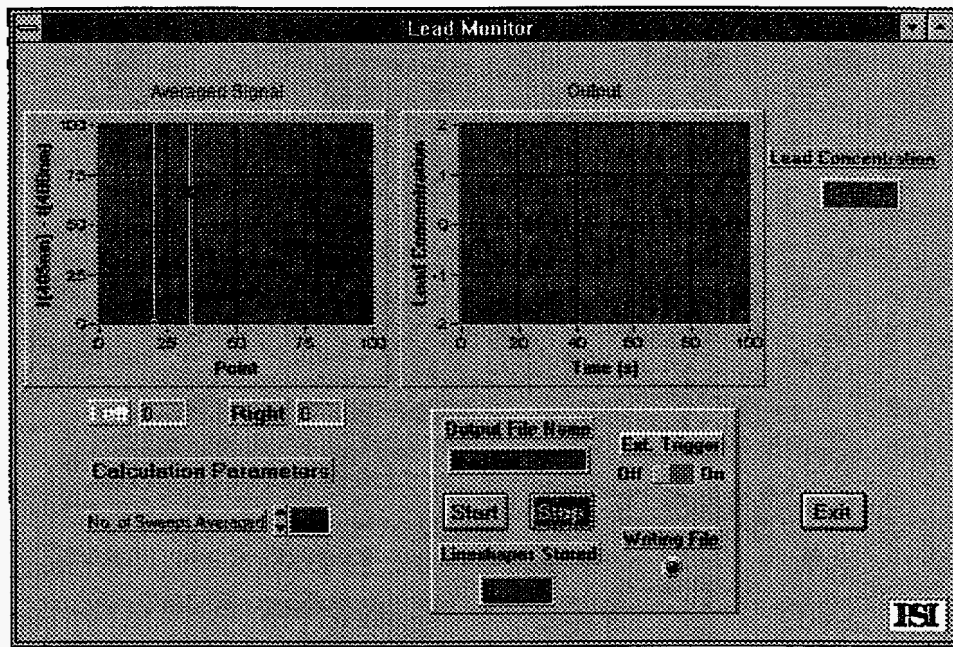 Lead Monitor
Averaged Signal
Output
100
75
50
25
0
0 25 50 75 100
Point
2
1
0
-1
-2
Lead Concentration
0 20 40 60 80 100
Time (s)
Lead Concentration
Left 0
Right 0
Calculation Parameters
No. of Sweeps Averaged
Output File Name
Ext. Trigger
Off On
Start
Stop
Lineshapes Stored
Writing File
Exit
PSI